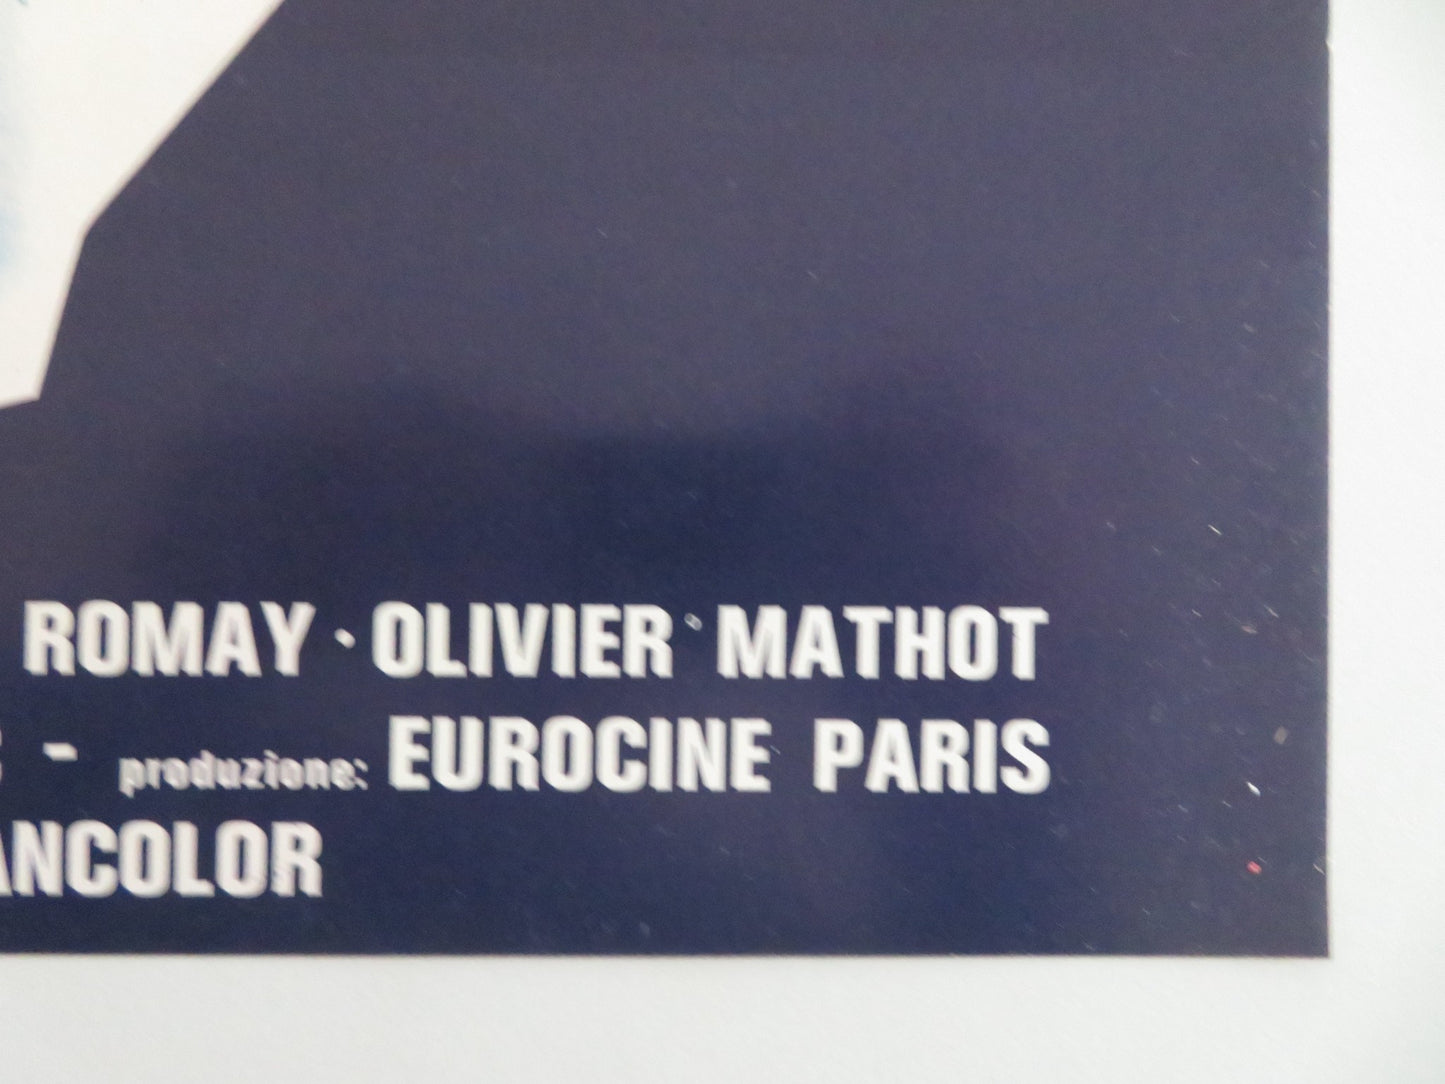 ROMAY · OLIVIER MATHOT
- produzione: EUROCINE PARIS
ANCOLOR